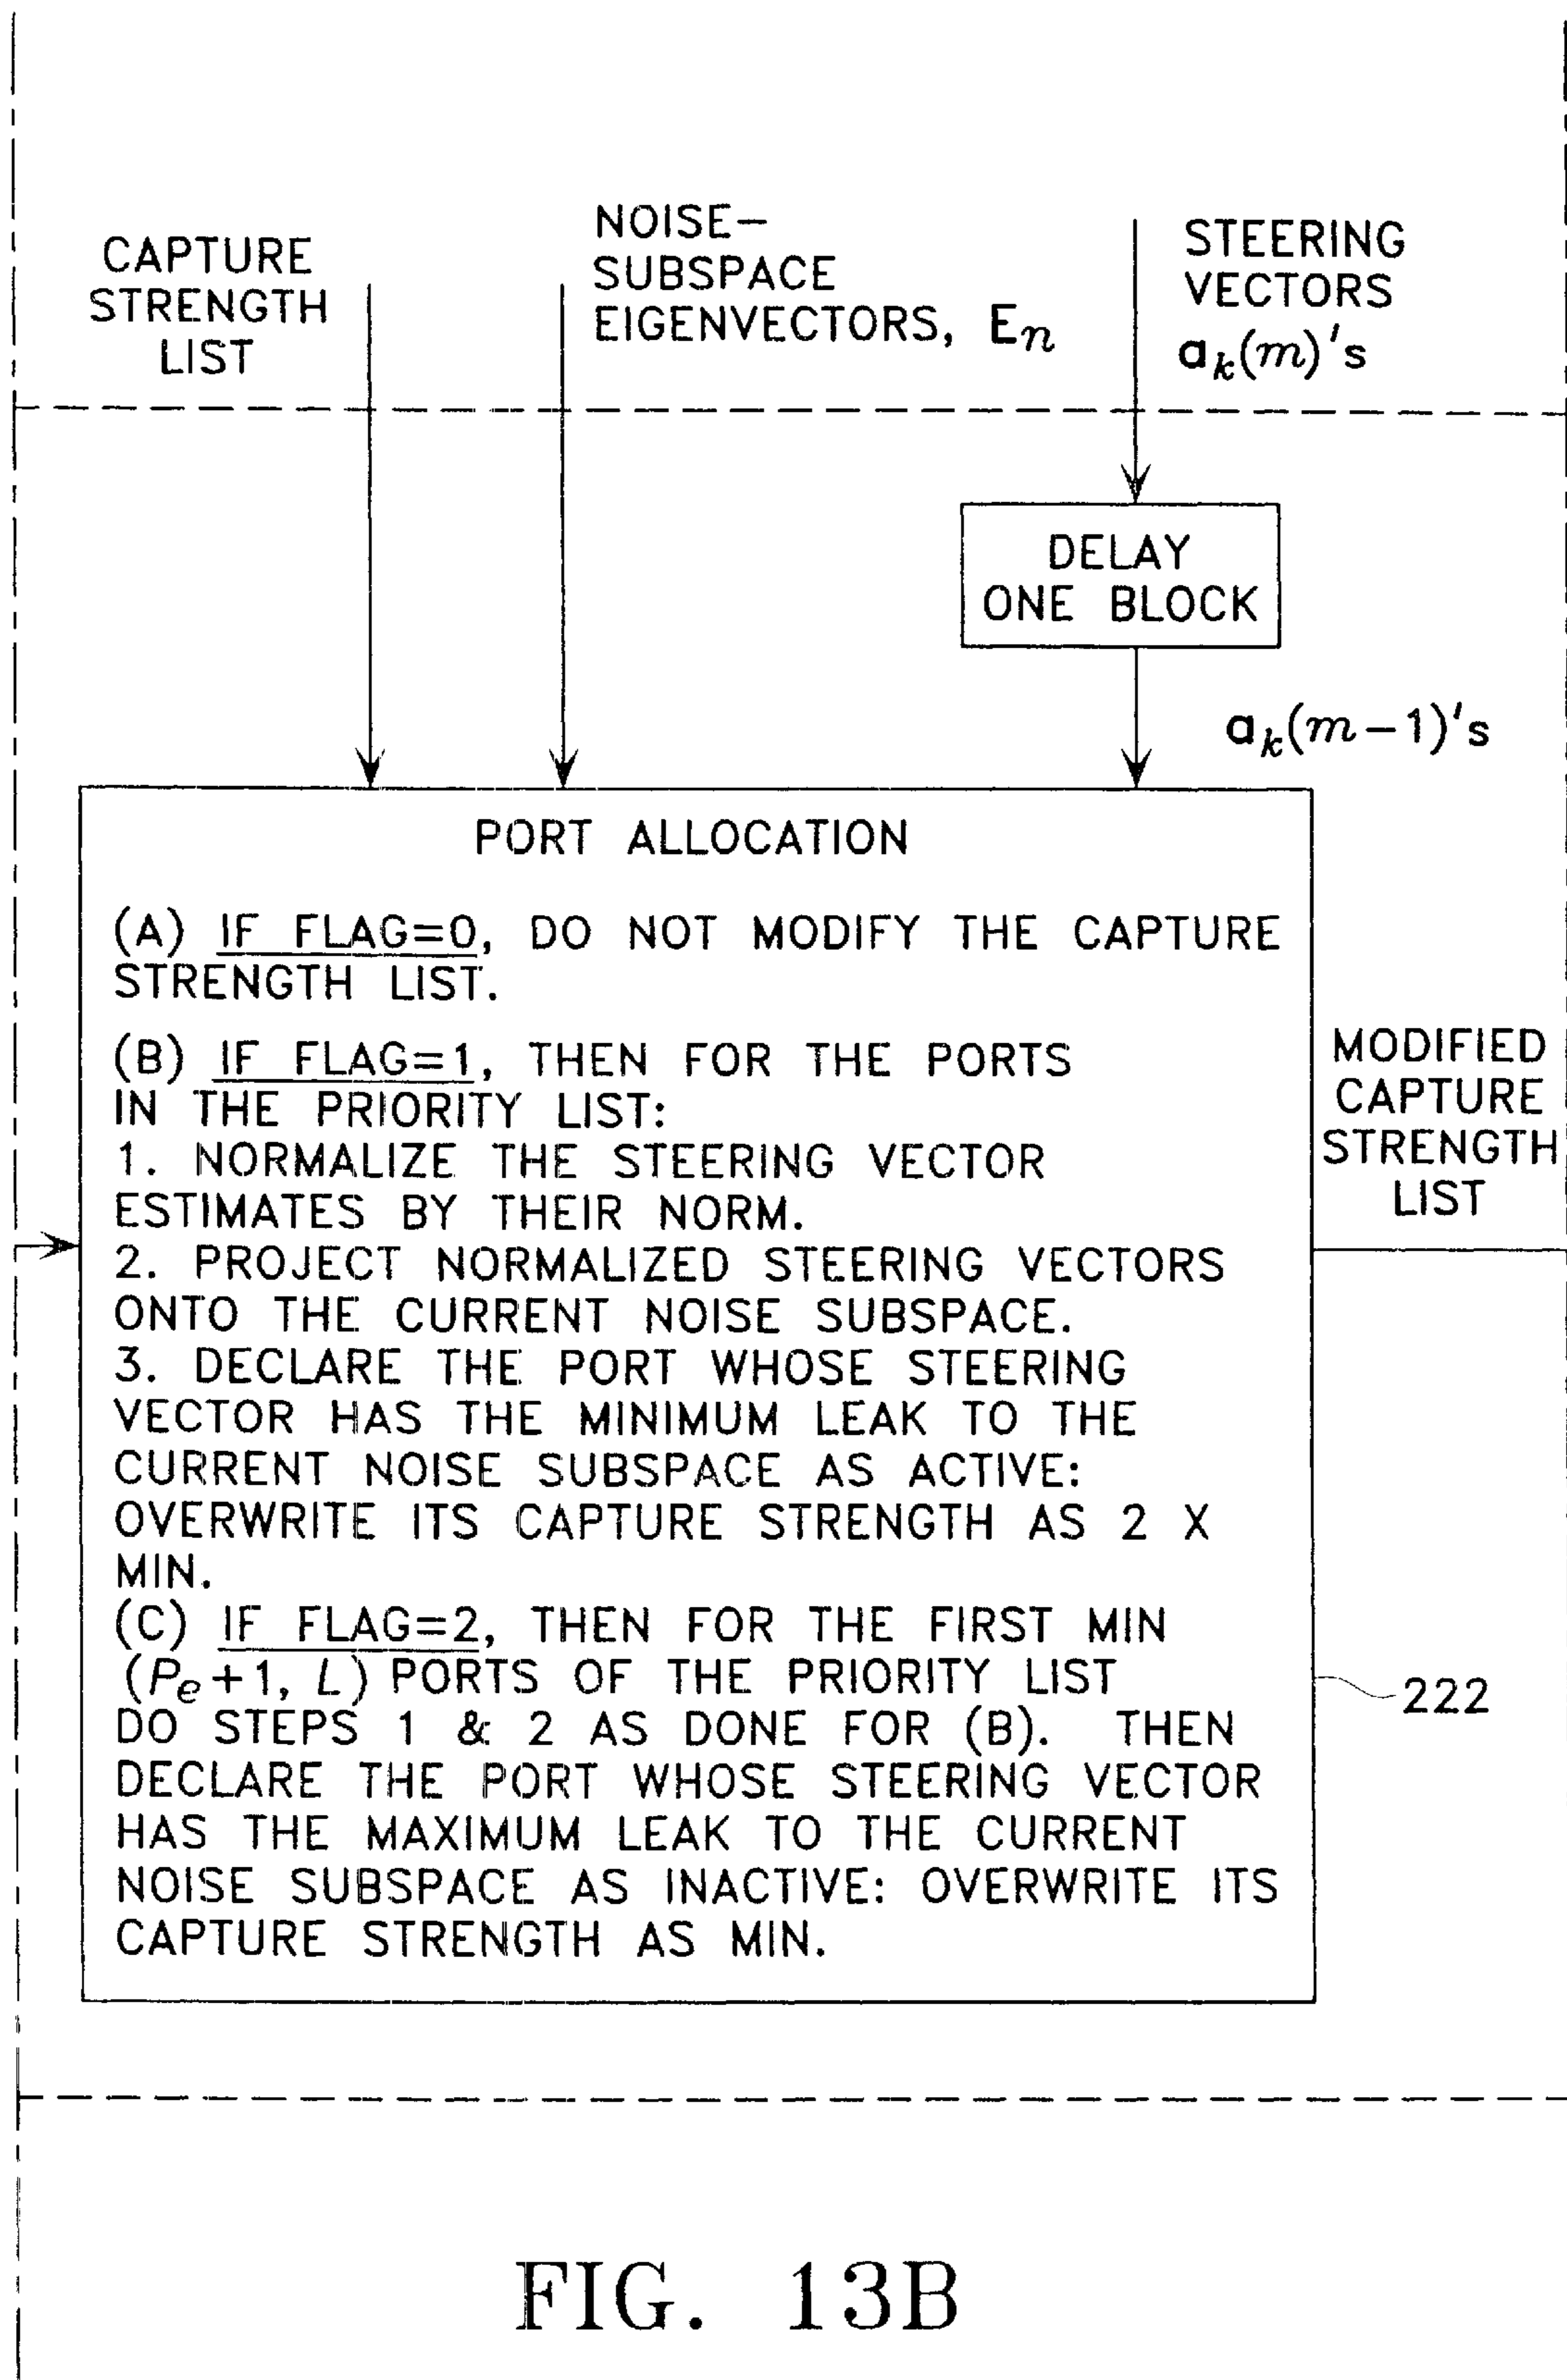 CAPTURE
STRENGTH
LIST
NOISE-
SUBSPACE
EIGENVECTORS, En
STEERING
VECTORS
ak(m)'s
DELAY
ONE BLOCK
ak(m-1)'s
PORT ALLOCATION
(A) IF FLAG=0, DO NOT MODIFY THE CAPTURE
STRENGTH LIST.
(B) IF FLAG=1, THEN FOR THE PORTS
IN THE PRIORITY LIST:
1. NORMALIZE THE STEERING VECTOR
ESTIMATES BY THEIR NORM.
2. PROJECT NORMALIZED STEERING VECTORS
ONTO THE CURRENT NOISE SUBSPACE.
3. DECLARE THE PORT WHOSE STEERING
VECTOR HAS THE MINIMUM LEAK TO THE
CURRENT NOISE SUBSPACE AS ACTIVE:
OVERWRITE ITS CAPTURE STRENGTH AS 2 X
MIN.
(C) IF FLAG=2, THEN FOR THE FIRST MIN
(Pe+1, L) PORTS OF THE PRIORITY LIST
DO STEPS 1 & 2 AS DONE FOR (B). THEN
DECLARE THE PORT WHOSE STEERING VECTOR
HAS THE MAXIMUM LEAK TO THE CURRENT
NOISE SUBSPACE AS INACTIVE: OVERWRITE ITS
CAPTURE STRENGTH AS MIN.
MODIFIED
CAPTURE
STRENGTH
LIST
222
FIG. 13B